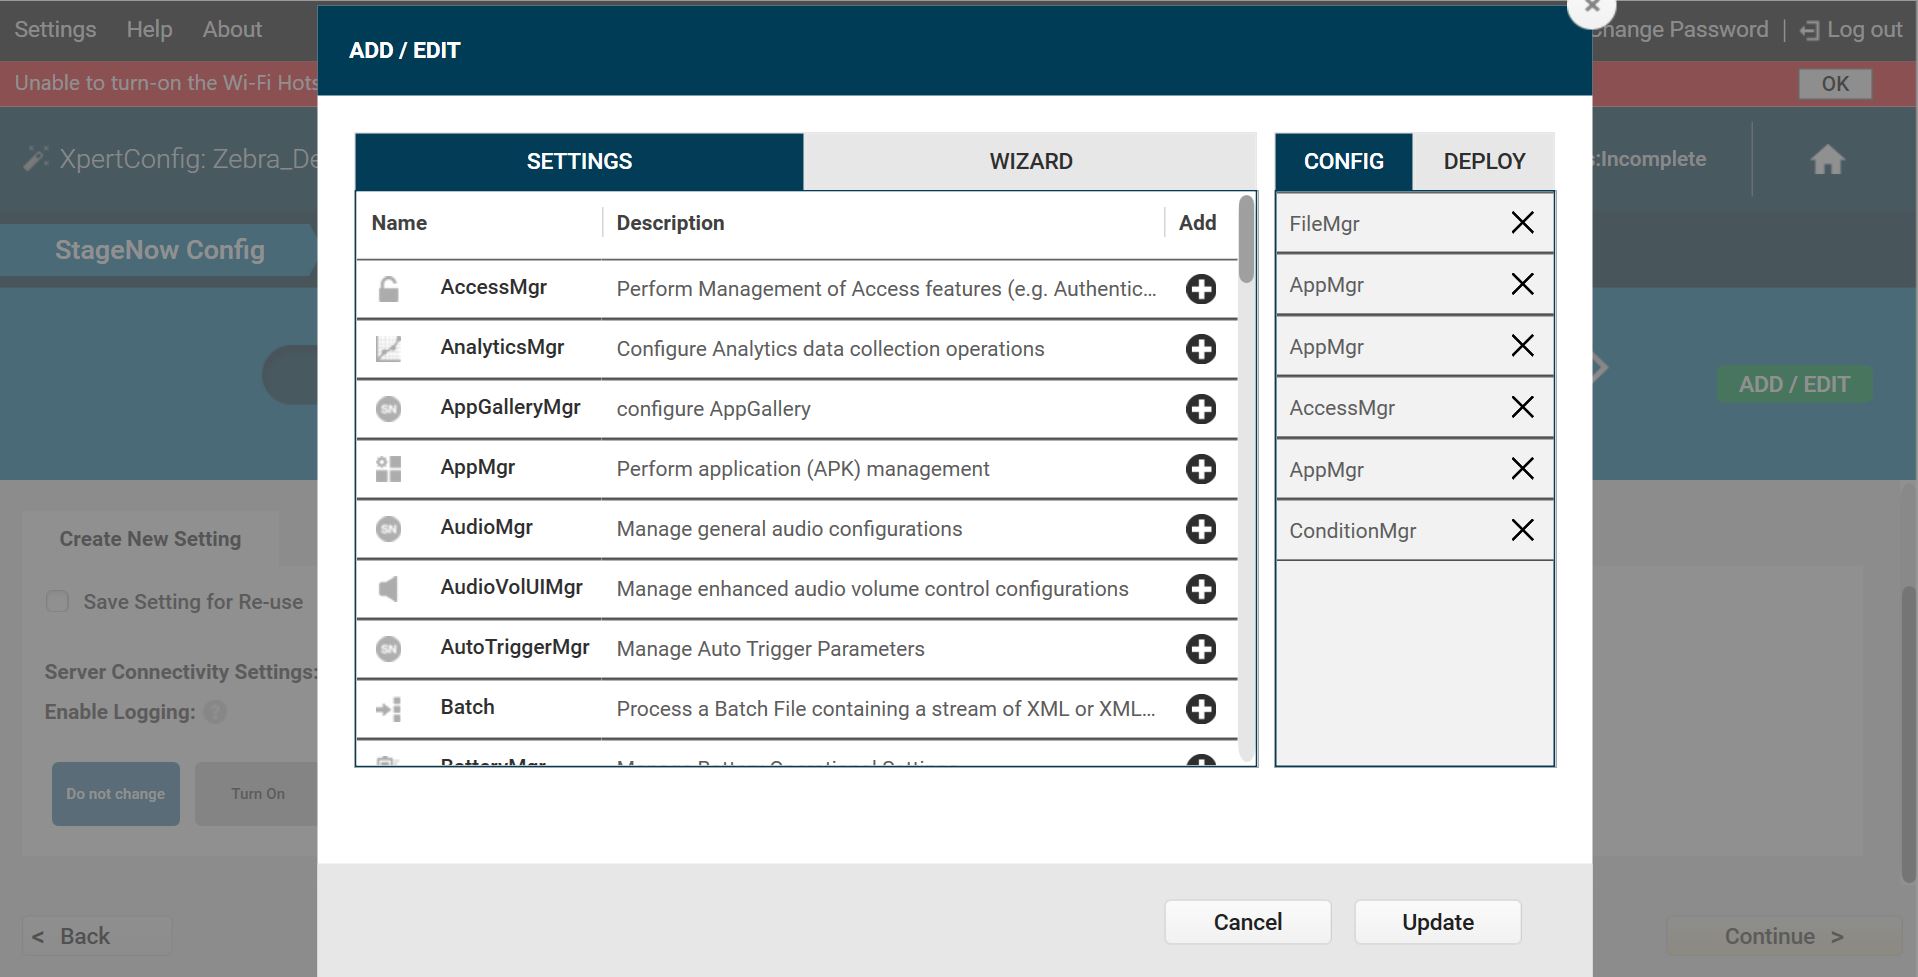 Settings Help About
hange Password | Log out
Unable to turn-on the Wi-Fi Hots
OK
ADD / EDIT
XpertConfig: Zebra_De
s:Incomplete
StageNow Config
ADD / EDIT
SETTINGS WIZARD
Name Description Add
AccessMgr Perform Management of Access features (e.g. Authentic...
AnalyticsMgr Configure Analytics data collection operations
SN AppGalleryMgr configure AppGallery
AppMgr Perform application (APK) management
SN AudioMgr Manage general audio configurations
AudioVolUIMgr Manage enhanced audio volume control configurations
SN AutoTriggerMgr Manage Auto Trigger Parameters
Batch Process a Batch File containing a stream of XML or XML...
CONFIG DEPLOY
FileMgr
AppMgr
AppMgr
AccessMgr
AppMgr
ConditionMgr
Create New Setting
Save Setting for Re-use
Server Connectivity Settings:
Enable Logging: ?
Do not change Turn On
Cancel Update
< Back
Continue >